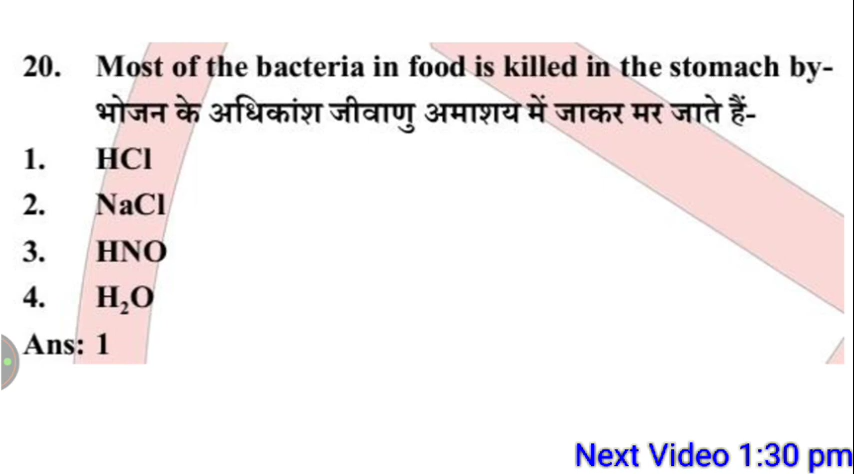 20. Most of the bacteria in food is killed in the stomach by-
भोजन के अधिकांश जीवाणु अमाशय में जाकर मर जाते हैं-
1. HCl
2. NaCl
3. HNO
4. H₂O
Ans: 1
Next Video 1:30 pm